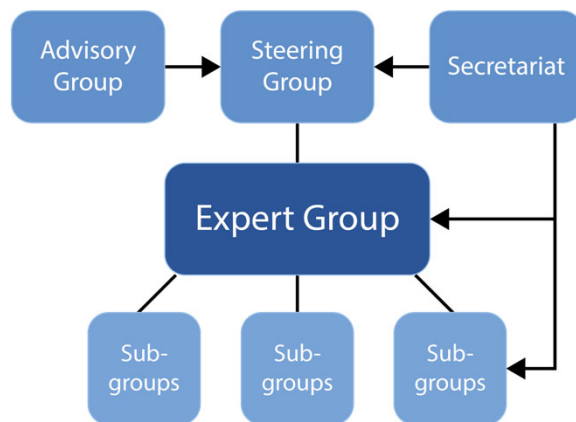 Advisory
Group
Steering
Group
Secretariat
Expert Group
Sub-
groups
Sub-
groups
Sub-
groups